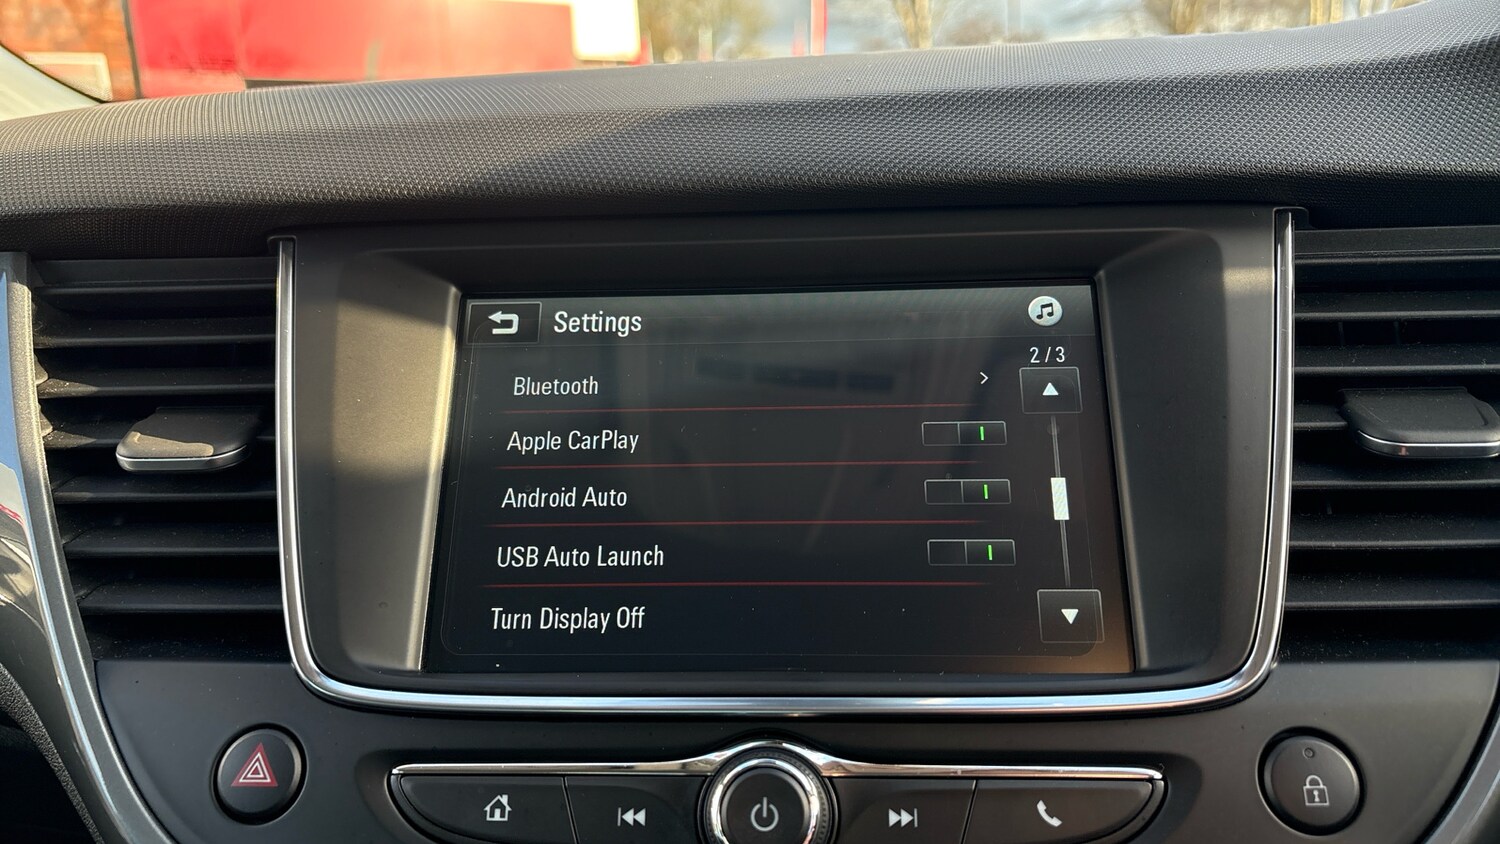 Settings
2 / 3
Bluetooth
Apple CarPlay
Android Auto
USB Auto Launch
Turn Display Off